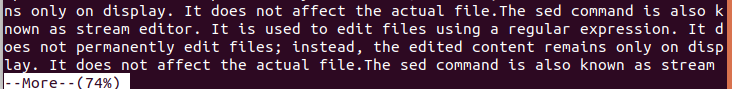 ns only on display. It does not affect the actual file.The sed command is also k
nown as stream editor. It is used to edit files using a regular expression. It d
oes not permanently edit files; instead, the edited content remains only on disp
lay. It does not affect the actual file.The sed command is also known as stream
--More--(74%)